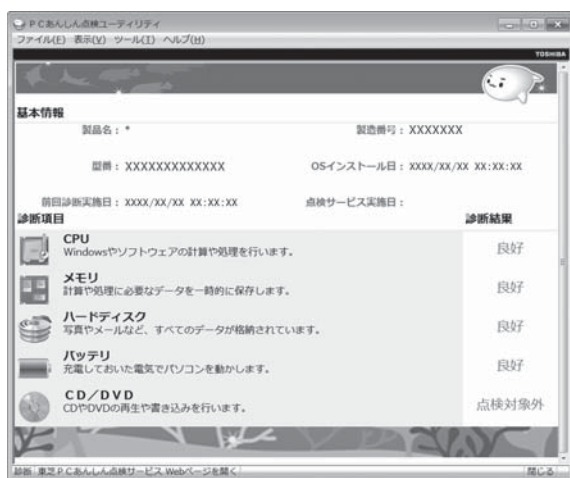 PCあんしん点検ユーティリティ
ファイル(F) 表示(V) ツール(T) ヘルプ(H)
TOSHIBA
基本情報
製品名：* 製造番号：XXXXXXX
型番：XXXXXXXXXXXXX OSインストール日：XXXX/XX/XX XX:XX:XX
前回診断実施日：XXXX/XX/XX XX:XX:XX 点検サービス実施日：
診断項目 診断結果
CPU
Windowsやソフトウェアの計算や処理を行います。 良好
メモリ
計算や処理に必要なデータを一時的に保存します。 良好
ハードディスク
写真やメールなど、すべてのデータが格納されています。 良好
バッテリ
充電しておいた電気でパソコンを動かします。 良好
CD／DVD
CDやDVDの再生や書き込みを行います。 点検対象外
診断 東芝PCあんしん点検サービス Webページを開く 閉じる